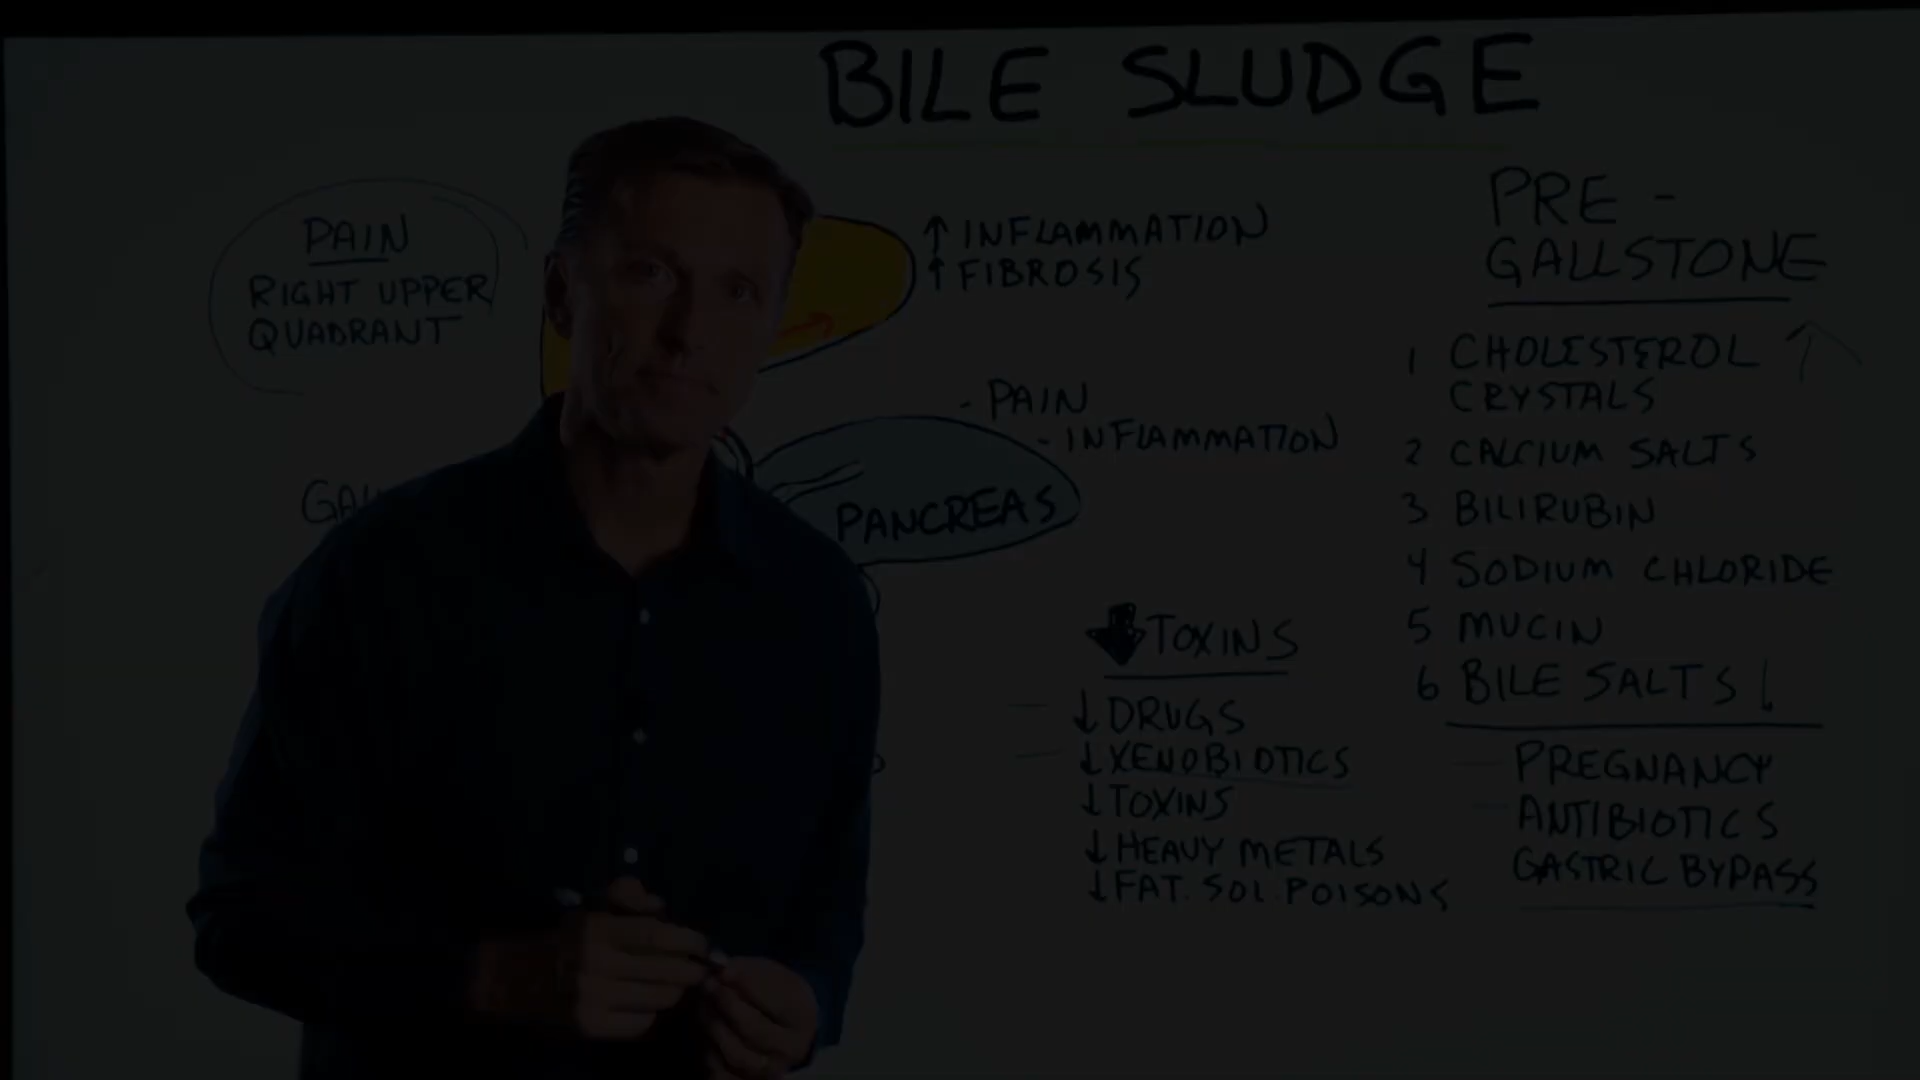 BILE SLUDGE
PAIN
RIGHT UPPER
QUADRANT
↑ INFLAMMATION
↑ FIBROSIS
- PAIN
- INFLAMMATION
PANCREAS
↓ TOXINS
↓ DRUGS
↓ XENOBIOTICS
↓ TOXINS
↓ HEAVY METALS
↓ FAT. SOL. POISONS
PRE -
GALLSTONE
1 CHOLESTEROL ↑
CRYSTALS
2 CALCIUM SALTS
3 BILIRUBIN
4 SODIUM CHLORIDE
5 MUCIN
6 BILE SALTS ↓
PREGNANCY
ANTIBIOTICS
GASTRIC BYPASS